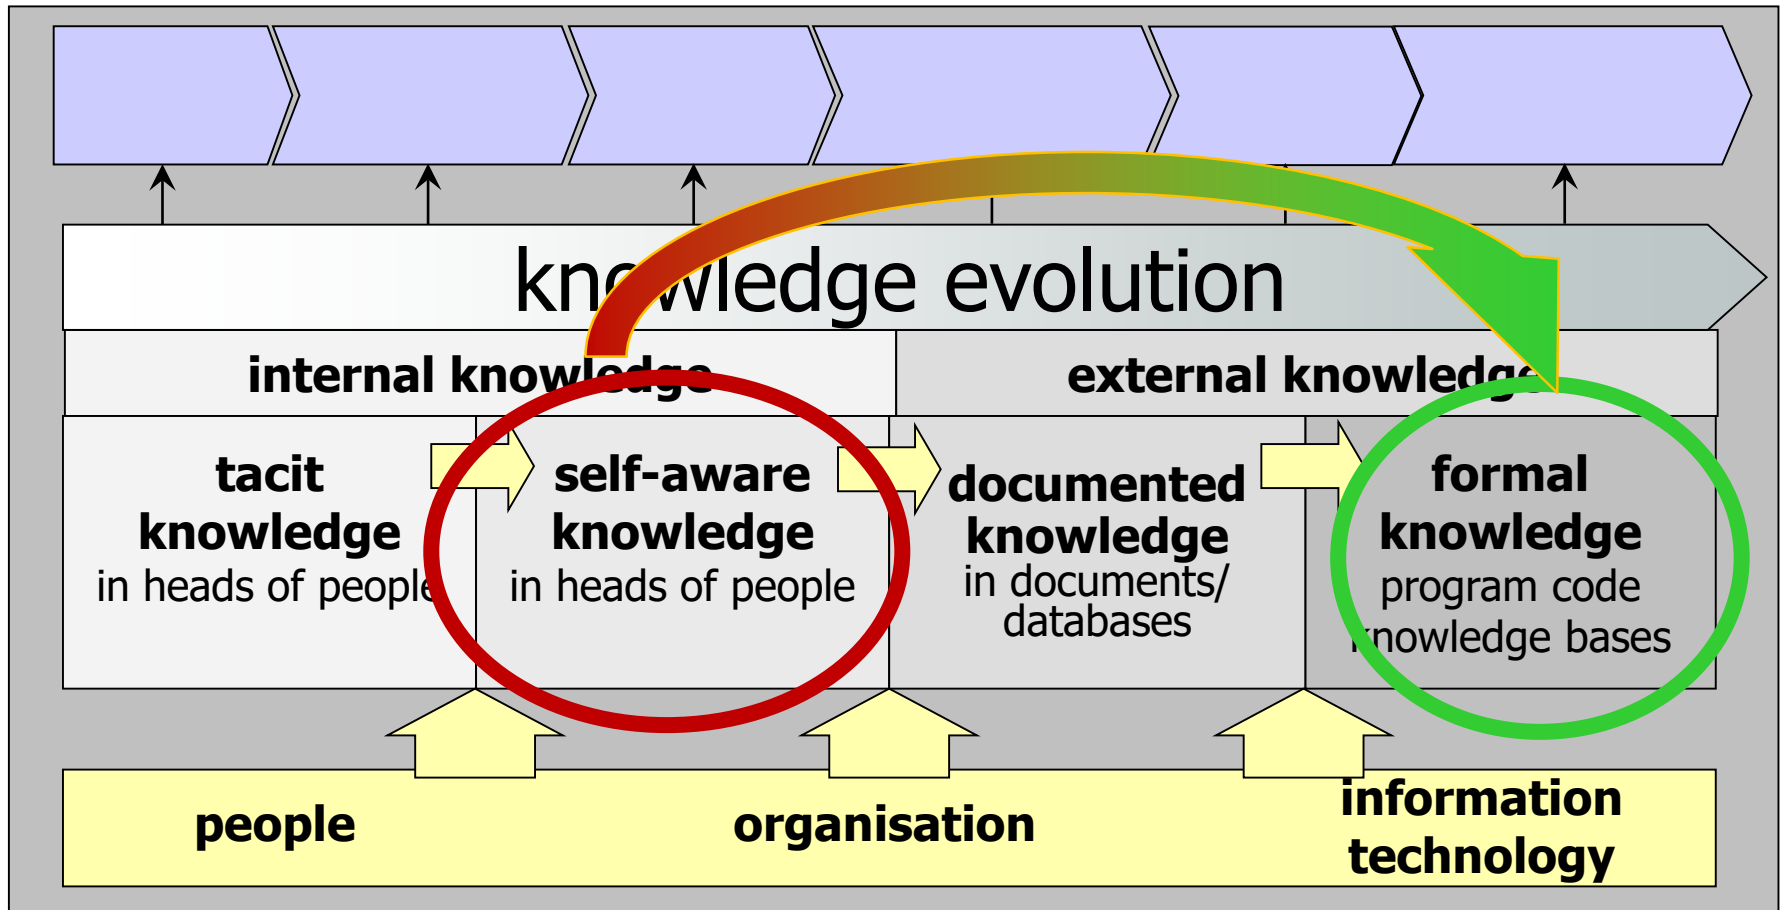 knowledge evolution
internal knowledge
external knowledge
tacit
knowledge
in heads of people
self-aware
knowledge
in heads of people
documented
knowledge
in documents/
databases
formal
knowledge
program code
knowledge bases
people
organisation
information
technology